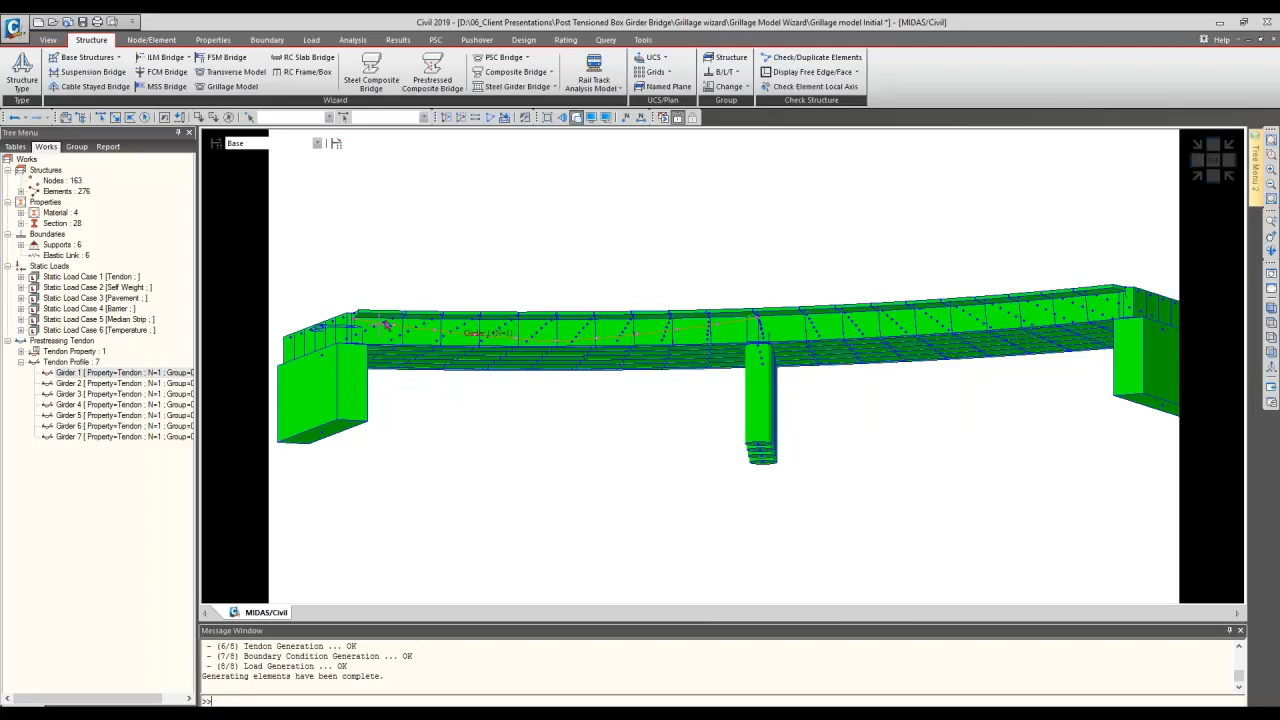 Civil 2019 - [D:\06_Client Presentations\Post Tensioned Box Girder Bridge\Grillage wizard\Grillage Model Wizard\Grillage model Initial *] - [MIDAS/Civil]
View Structure Node/Element Properties Boundary Load Analysis Results PSC Pushover Design Rating Query Tools Help
Base Structures ILM Bridge FSM Bridge RC Slab Bridge PSC Bridge UCS Structure Check/Duplicate Elements
Suspension Bridge FCM Bridge Transverse Model RC Frame/Box Composite Bridge Grids B/L/T Display Free Edge/Face
Structure Type Cable Stayed Bridge MSS Bridge Grillage Model Steel Composite Bridge Prestressed Composite Bridge Steel Girder Bridge Rail Track Analysis Model Named Plane Change Check Element Local Axis
Type Wizard UCS/Plan Group Check Structure
Tree Menu
Base
Tables Works Group Report
Works
Structures
Nodes : 163
Elements : 276
Properties
Material : 4
Section : 28
Boundaries
Supports : 6
Elastic Link : 6
Static Loads
Static Load Case 1 [Tendon ; ]
Static Load Case 2 [Self Weight ; ]
Static Load Case 3 [Pavement ; ]
Static Load Case 4 [Barrier ; ]
Static Load Case 5 [Median Strip ; ]
Static Load Case 6 [Temperature ; ]
Prestressing Tendon
Tendon Property : 1
Tendon Profile : 7
Girder 1 [ Property=Tendon ; N=1 ; Group=D
Girder 2 [ Property=Tendon ; N=1 ; Group=D
Girder 3 [ Property=Tendon ; N=1 ; Group=D
Girder 4 [ Property=Tendon ; N=1 ; Group=D
Girder 5 [ Property=Tendon ; N=1 ; Group=D
Girder 6 [ Property=Tendon ; N=1 ; Group=D
Girder 7 [ Property=Tendon ; N=1 ; Group=D
Girder 1 (N=1)
Tree Menu 2
MIDAS/Civil
Message Window
- (6/8) Tendon Generation ... OK
- (7/8) Boundary Condition Generation ... OK
- (8/8) Load Generation ... OK
Generating elements have been complete.
>>